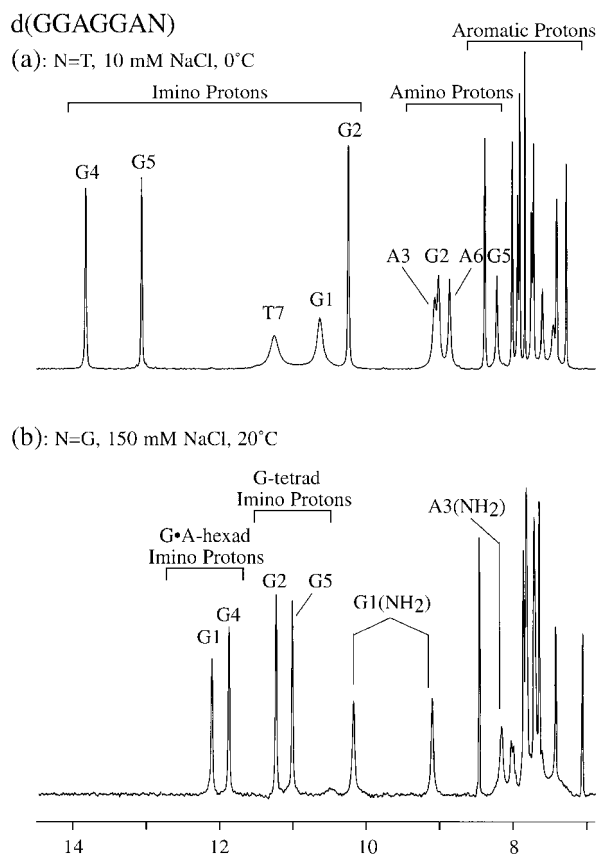 d(GGAGGAN)
(a): N=T, 10 mM NaCl, 0°C
Aromatic Protons
Imino Protons
Amino Protons
G4
G5
T7
G1
G2
A3
G2
A6
G5
(b): N=G, 150 mM NaCl, 20°C
G-tetrad
Imino Protons
G•A-hexad
Imino Protons
G1
G4
G2
G5
G1(NH2)
A3(NH2)
14 12 10 8